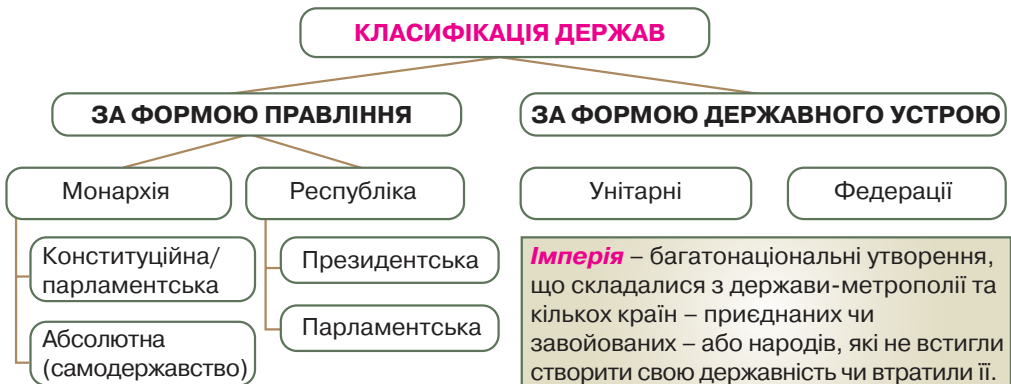 КЛАСИФІКАЦІЯ ДЕРЖАВ
ЗА ФОРМОЮ ПРАВЛІННЯ
ЗА ФОРМОЮ ДЕРЖАВНОГО УСТРОЮ
Монархія
Республіка
Унітарні
Федерації
Конституційна/
парламентська
Абсолютна
(самодержавство)
Президентська
Парламентська
Імперія – багатонаціональні утворення,
що складалися з держави-метрополії та
кількох країн – приєднаних чи
завойованих – або народів, які не встигли
створити свою державність чи втратили її.